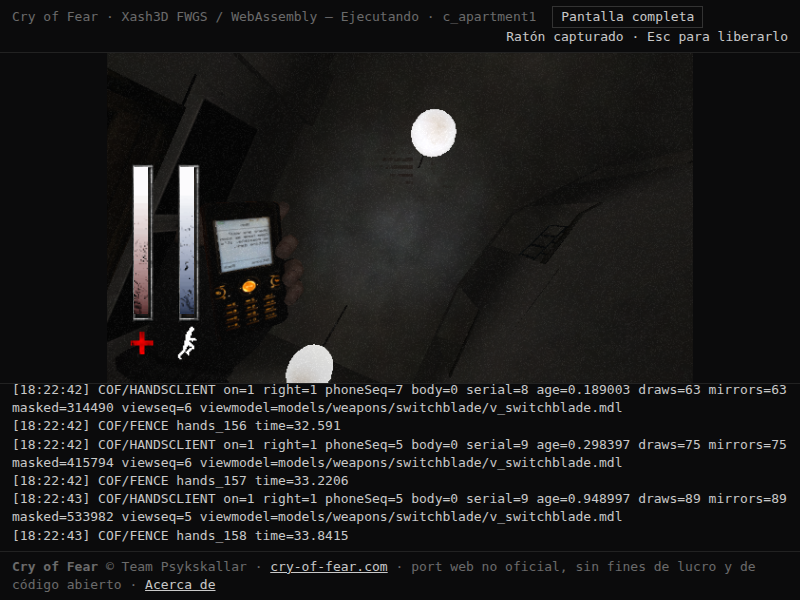 Cry of Fear · Xash3D FWGS / WebAssembly — Ejecutando · c_apartment1
Pantalla completa
Ratón capturado · Esc para liberarlo
[18:22:42] COF/HANDSCLIENT on=1 right=1 phoneSeq=7 body=0 serial=8 age=0.189003 draws=63 mirrors=63
masked=314490 viewseq=6 viewmodel=models/weapons/switchblade/v_switchblade.mdl
[18:22:42] COF/FENCE hands_156 time=32.591
[18:22:42] COF/HANDSCLIENT on=1 right=1 phoneSeq=5 body=0 serial=9 age=0.298397 draws=75 mirrors=75
masked=415794 viewseq=6 viewmodel=models/weapons/switchblade/v_switchblade.mdl
[18:22:42] COF/FENCE hands_157 time=33.2206
[18:22:43] COF/HANDSCLIENT on=1 right=1 phoneSeq=5 body=0 serial=9 age=0.948997 draws=89 mirrors=89
masked=533982 viewseq=5 viewmodel=models/weapons/switchblade/v_switchblade.mdl
[18:22:43] COF/FENCE hands_158 time=33.8415
Cry of Fear © Team Psykskallar · cry-of-fear.com · port web no oficial, sin fines de lucro y de
código abierto · Acerca de